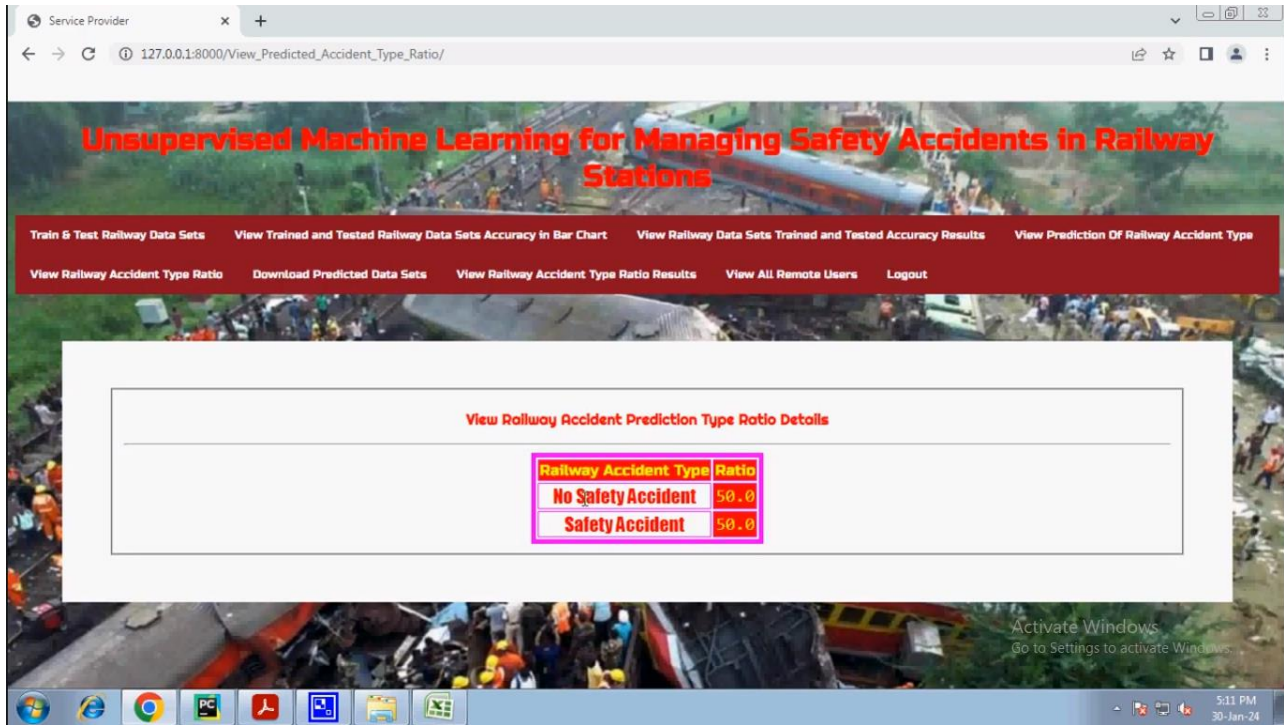 Service Provider
127.0.0.1:8000/View_Predicted_Accident_Type_Ratio/
Unsupervised Machine Learning for Managing Safety Accidents in Railway
Stations
Train & Test Railway Data Sets View Trained and Tested Railway Data Sets Accuracy in Bar Chart View Railway Data Sets Trained and Tested Accuracy Results View Prediction Of Railway Accident Type
View Railway Accident Type Ratio Download Predicted Data Sets View Railway Accident Type Ratio Results View All Remote Users Logout
View Railway Accident Prediction Type Ratio Details
Railway Accident Type Ratio
No Safety Accident 50.0
Safety Accident 50.0
Activate Windows
Go to Settings to activate Windows.
PC
5:11 PM
30-Jan-24